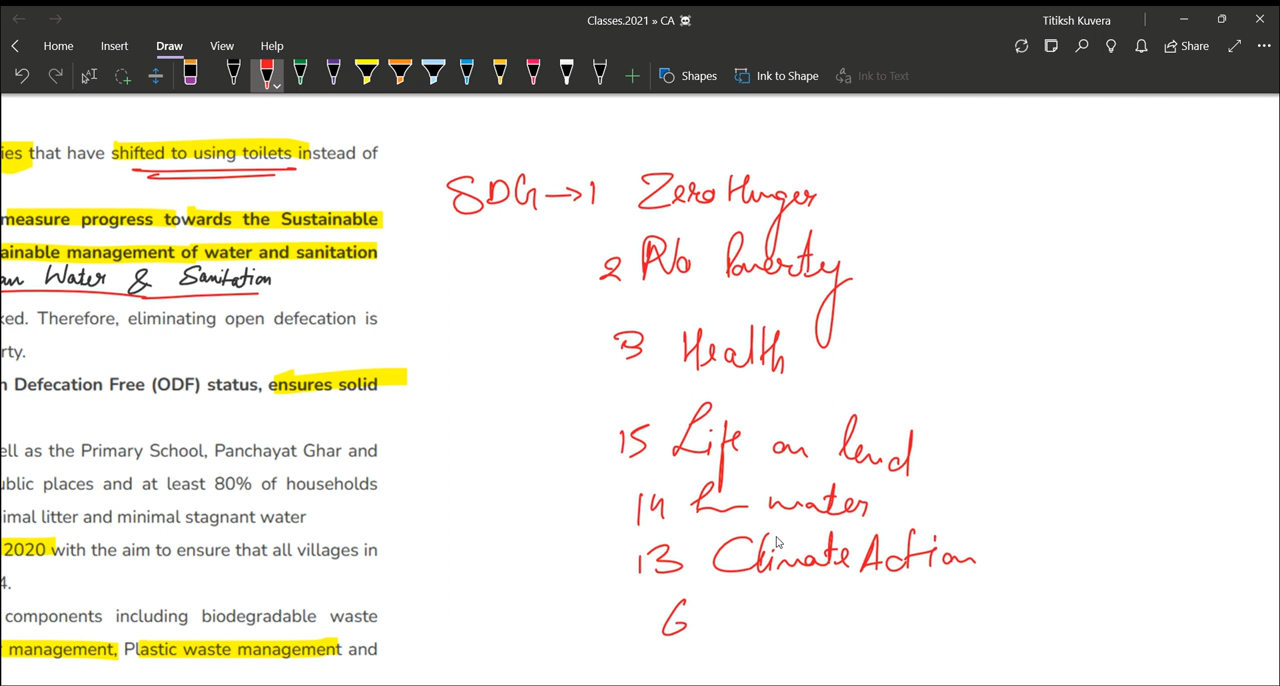 Classes.2021 » CA
Titiksh Kuvera
Home Insert Draw View Help
Share
Shapes Ink to Shape Ink to Text
ies that have shifted to using toilets instead of
measure progress towards the Sustainable
ainable management of water and sanitation
an Water & Sanitation
ked. Therefore, eliminating open defecation is
rty.
n Defecation Free (ODF) status, ensures solid
ell as the Primary School, Panchayat Ghar and
ublic places and at least 80% of households
imal litter and minimal stagnant water
2020 with the aim to ensure that all villages in
4.
components including biodegradable waste
management, Plastic waste management and
SDG → 1 Zero Hunger
2 No Poverty
3 Health
15 Life on land
14 water
13 Climate Action
6